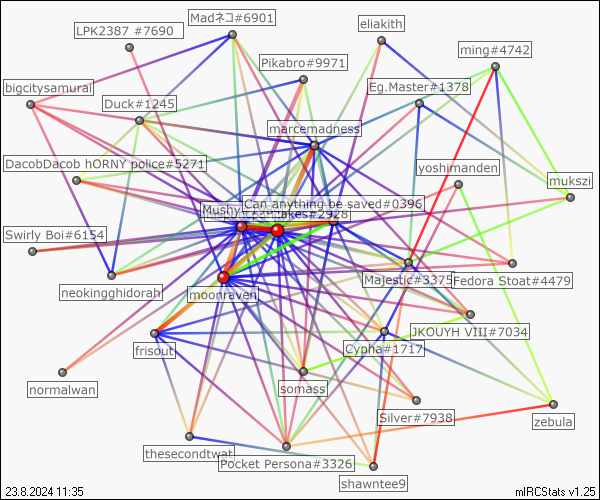 Madネコ#6901
eliakith
LPK2387 #7690
ming#4742
Pikabro#9971
bigcitysamurai
Eg.Master#1378
Duck#1245
marcemadness
DacobDacob hORNY police#5271
yoshimanden
mukszi
Can anything be saved#0396
Mushy
akes#2928
Swirly Boi#6154
Majestic#3375
Fedora Stoat#4479
neokingghidorah
moonraven
JKOUYH VIII#7034
frisout
Cypha#1717
somass
normalwan
Silver#7938
zebula
thesecondtwat
Pocket Persona#3326
shawntee9
23.8.2024 11:35
mIRCStats v1.25